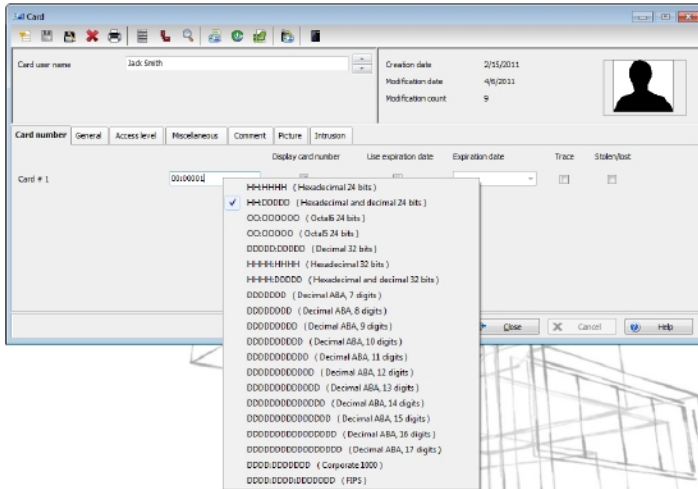 Card
Card user name
Jack Smith
Creation date 2/15/2011
Modification date 4/6/2011
Modification count 9
Card number General Access level Miscellaneous Comment Picture Intrusion
Display card number Use expiration date Expiration date Trace Stolen/lost
Card # 1 00:00001
HH:HHHH (Hexadecimal 24 bits)
HH:DDDDD (Hexadecimal and decimal 24 bits)
OO:OOOOOO (Octal6 24 bits)
OO:OOOOO (Octal5 24 bits)
DDDDD:DDDDD (Decimal 32 bits)
HHHH:HHHH (Hexadecimal 32 bits)
HHHH:DDDDD (Hexadecimal and decimal 32 bits)
DDDDDDD (Decimal ABA, 7 digits)
DDDDDDDD (Decimal ABA, 8 digits)
DDDDDDDDD (Decimal ABA, 9 digits)
DDDDDDDDDD (Decimal ABA, 10 digits)
DDDDDDDDDDD (Decimal ABA, 11 digits)
DDDDDDDDDDDD (Decimal ABA, 12 digits)
DDDDDDDDDDDDD (Decimal ABA, 13 digits)
DDDDDDDDDDDDDD (Decimal ABA, 14 digits)
DDDDDDDDDDDDDDD (Decimal ABA, 15 digits)
DDDDDDDDDDDDDDDD (Decimal ABA, 16 digits)
DDDDDDDDDDDDDDDDD (Decimal ABA, 17 digits)
DDDD:DDDDDDD (Corporate 1000)
DDDD:DDDD:DDDDDDD (FIPS)
Close Cancel Help